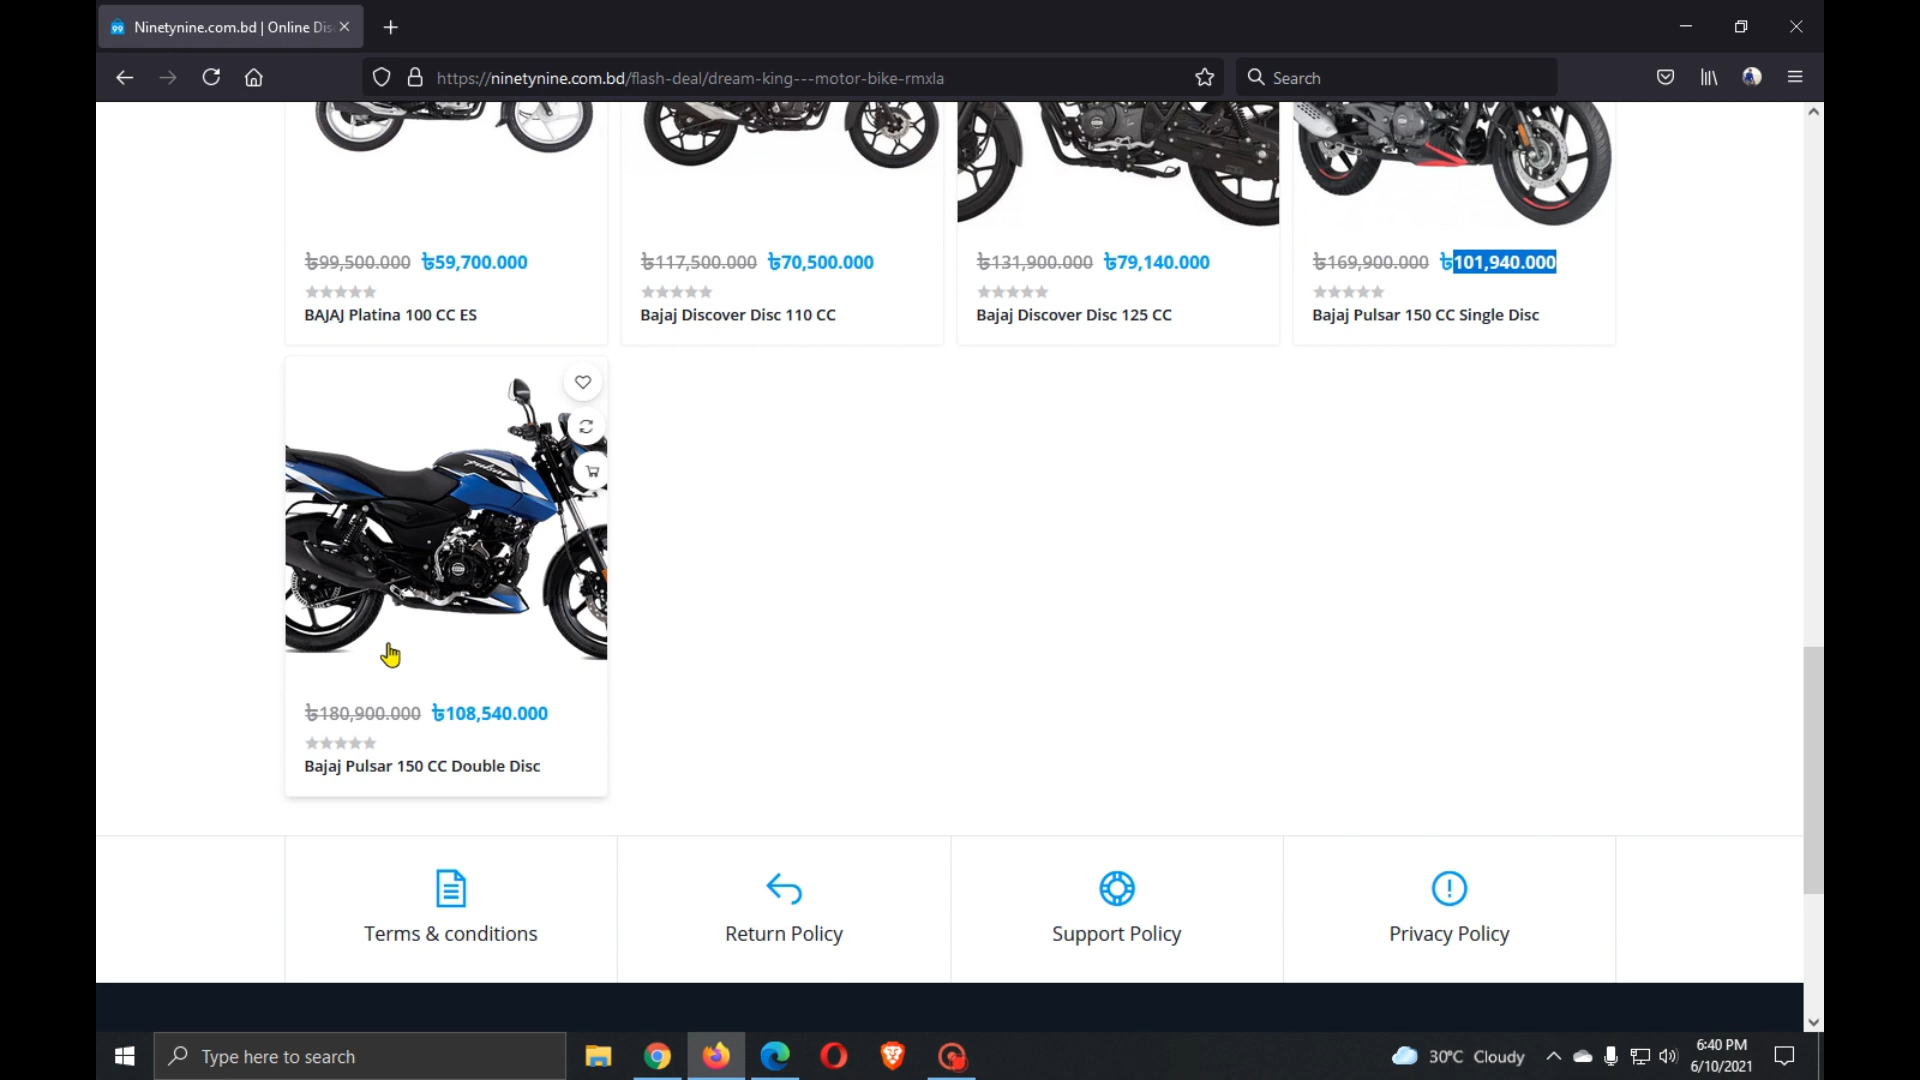 Ninetynine.com.bd | Online Dis
https://ninetynine.com.bd/flash-deal/dream-king---motor-bike-rmxla
Search
৳99,500.000 ৳59,700.000
BAJAJ Platina 100 CC ES
৳117,500.000 ৳70,500.000
Bajaj Discover Disc 110 CC
৳131,900.000 ৳79,140.000
Bajaj Discover Disc 125 CC
৳169,900.000 ৳101,940.000
Bajaj Pulsar 150 CC Single Disc
pulsar
৳180,900.000 ৳108,540.000
Bajaj Pulsar 150 CC Double Disc
Terms & conditions
Return Policy
Support Policy
Privacy Policy
Type here to search
30°C Cloudy
6:40 PM
6/10/2021